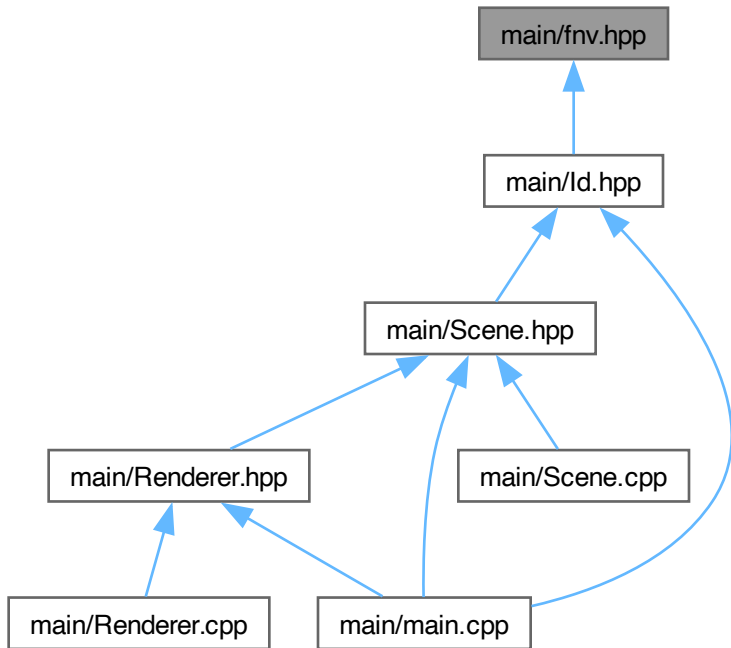 main/fnv.hpp
main/Id.hpp
main/Scene.hpp
main/Renderer.hpp
main/Scene.cpp
main/Renderer.cpp
main/main.cpp